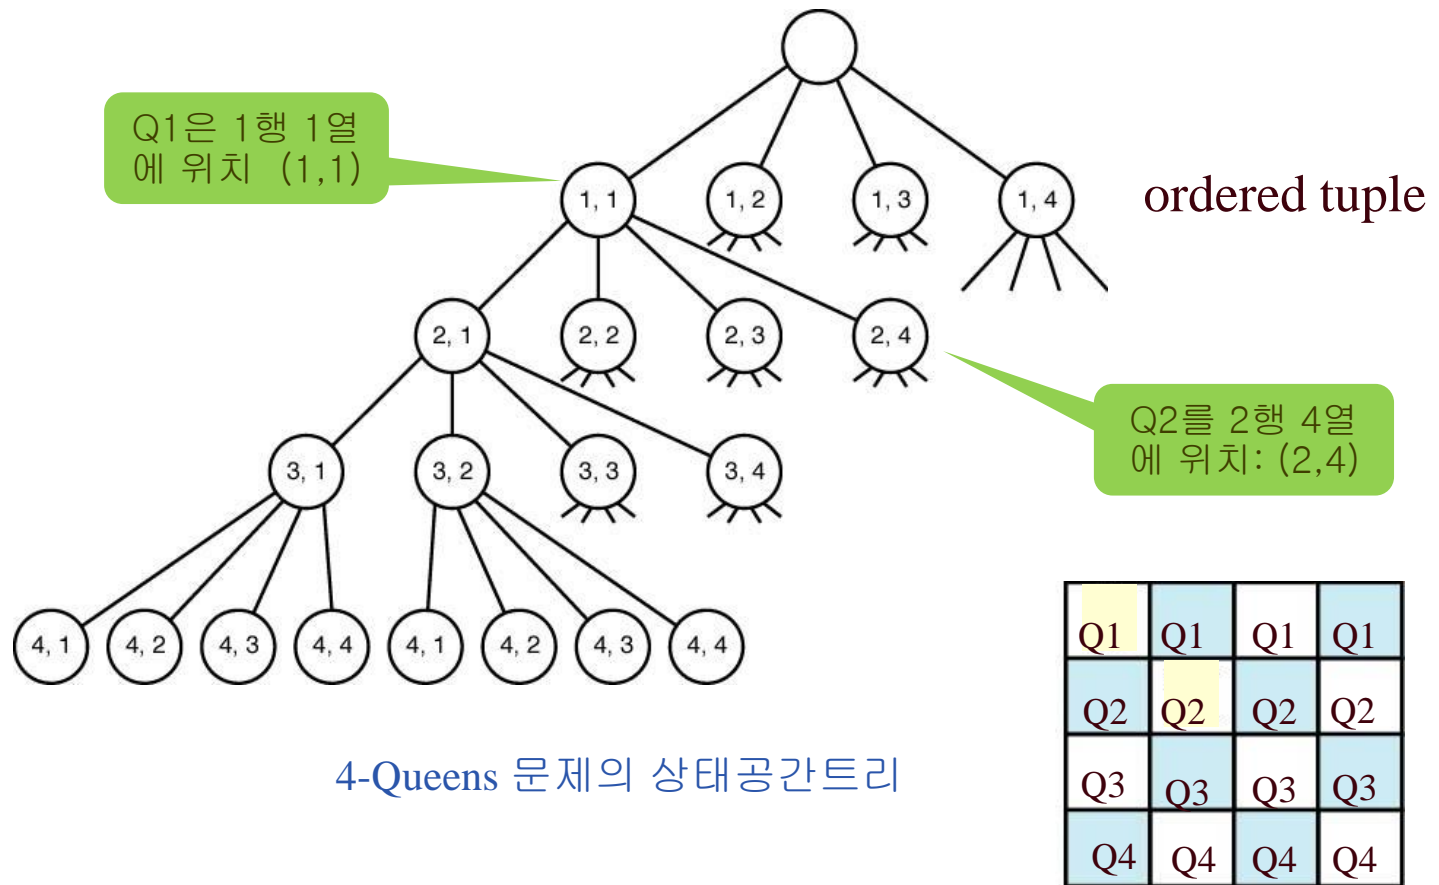 Q1은 1행 1열
에 위치 (1,1)
1, 1
1, 2
1, 3
1, 4
ordered tuple
2, 1
2, 2
2, 3
2, 4
Q2를 2행 4열
에 위치: (2,4)
3, 1
3, 2
3, 3
3, 4
4, 1
4, 2
4, 3
4, 4
4, 1
4, 2
4, 3
4, 4
Q1 Q1 Q1 Q1
Q2 Q2 Q2 Q2
Q3 Q3 Q3 Q3
Q4 Q4 Q4 Q4
4-Queens 문제의 상태공간트리